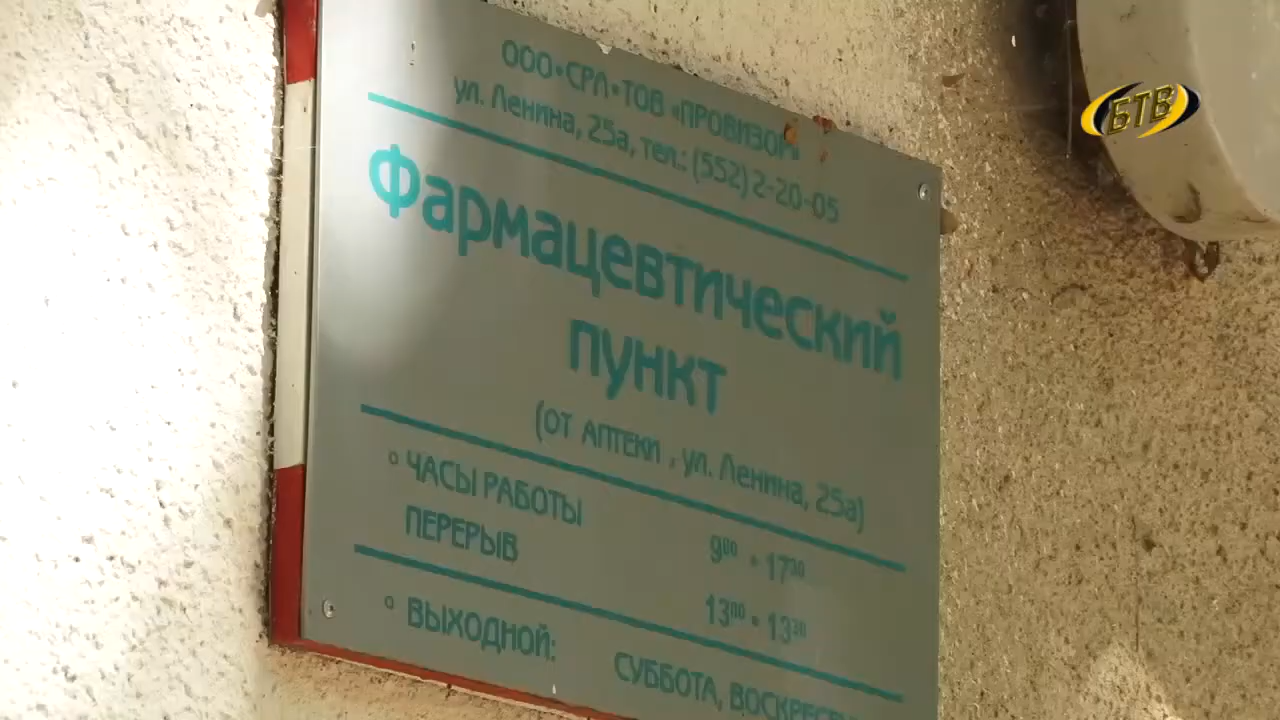 ООО•СРЛ•ТОВ «ПРОВИЗОР»
ул. Ленина, 25а, тел.: (552) 2-20-05
Фармацевтический
пункт
(ОТ АПТЕКИ , ул. Ленина, 25а)
ЧАСЫ РАБОТЫ 9⁰⁰ • 17³⁰
ПЕРЕРЫВ 13⁰⁰ • 13³⁰
ВЫХОДНОЙ: СУББОТА,
БТВ